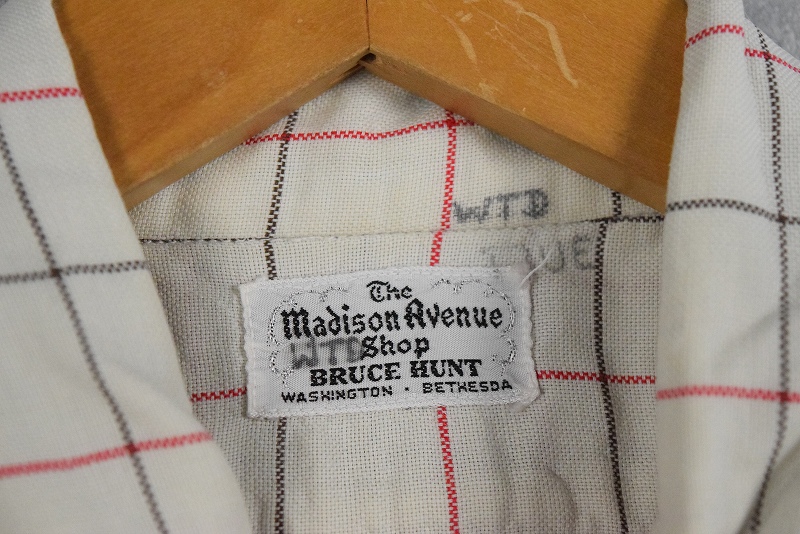 WTD
The
Madison Avenue
WTD Shop
BRUCE HUNT
WASHINGTON · BETHESDA